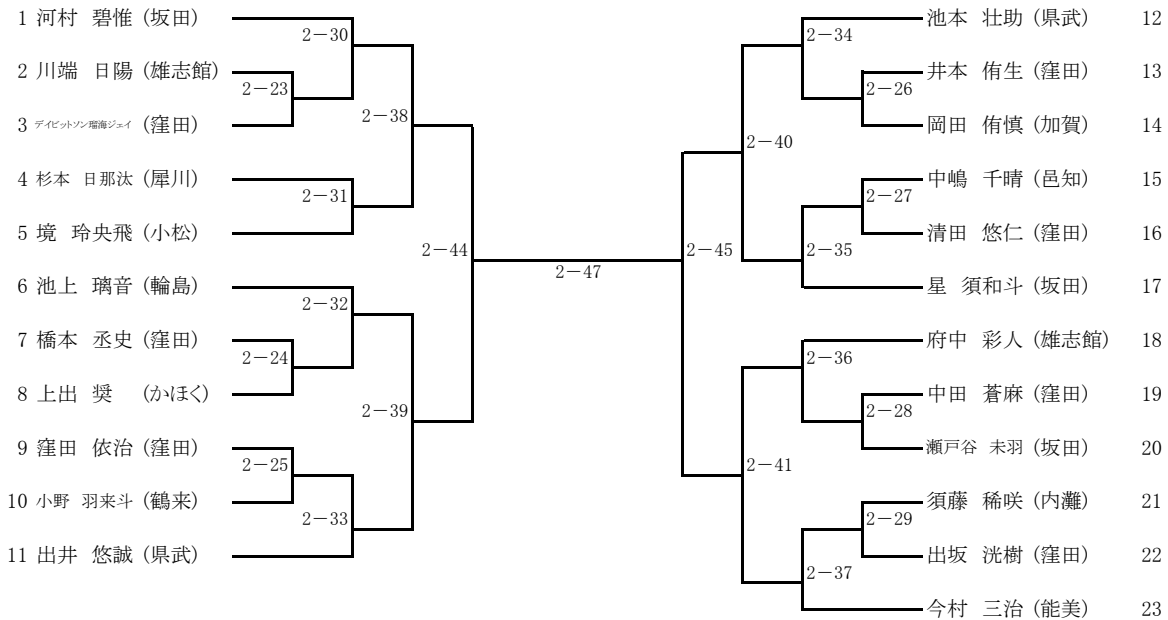 1 河村 碧惟 (坂田)
2－30
2 川端 日陽 (雄志館)
2－23
2－38
3 デイビットソン瑠海ジェイ (窪田)
4 杉本 日那汰 (犀川)
2－31
5 境 玲央飛 (小松)
2－44
6 池上 璃音 (輪島)
2－32
7 橋本 丞史 (窪田)
2－24
8 上出 奨 (かほく)
2－39
9 窪田 依治 (窪田)
2－25
10 小野 羽来斗 (鶴来)
2－33
11 出井 悠誠 (県武)
2－47
池本 壮助 (県武) 12
2－34
井本 侑生 (窪田) 13
2－26
岡田 侑慎 (加賀) 14
2－40
中嶋 千晴 (邑知) 15
2－27
清田 悠仁 (窪田) 16
2－45
2－35
星 須和斗 (坂田) 17
府中 彩人 (雄志館) 18
2－36
中田 蒼麻 (窪田) 19
2－28
瀬戸谷 未羽 (坂田) 20
2－41
須藤 稀咲 (内灘) 21
2－29
出坂 洸樹 (窪田) 22
2－37
今村 三治 (能美) 23